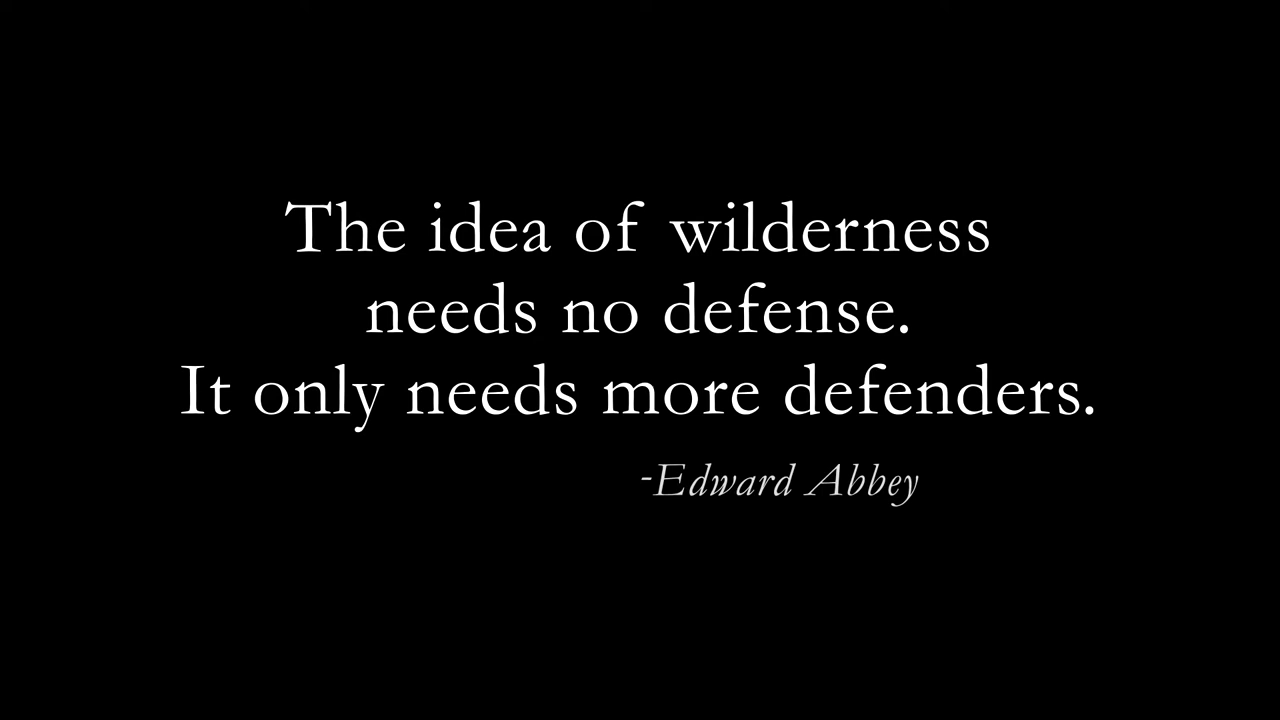 The idea of wilderness
needs no defense.
It only needs more defenders.
-Edward Abbey